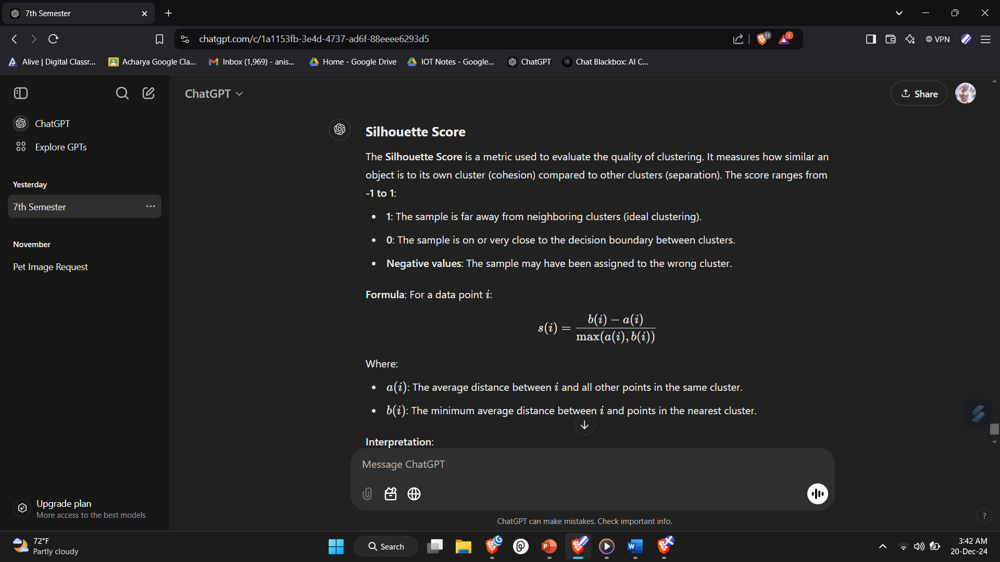 7th Semester
chatgpt.com/c/1a1153fb-3e4d-4737-ad6f-88eeee6293d5
11
1
VPN
Alive | Digital Classr...
Acharya Google Cla...
Inbox (1,969) - anis...
Home - Google Drive
IOT Notes - Google...
ChatGPT
Chat Blackbox: AI C...
ChatGPT
Share
ChatGPT
Explore GPTs
Yesterday
7th Semester
November
Pet Image Request
Upgrade plan
More access to the best models
Silhouette Score
The Silhouette Score is a metric used to evaluate the quality of clustering. It measures how similar an
object is to its own cluster (cohesion) compared to other clusters (separation). The score ranges from
-1 to 1:
• 1: The sample is far away from neighboring clusters (ideal clustering).
• 0: The sample is on or very close to the decision boundary between clusters.
• Negative values: The sample may have been assigned to the wrong cluster.
Formula: For a data point i:
s(i) = b(i) − a(i) / max(a(i), b(i))
Where:
• a(i): The average distance between i and all other points in the same cluster.
• b(i): The minimum average distance between i and points in the nearest cluster.
Interpretation:
Message ChatGPT
ChatGPT can make mistakes. Check important info.
?
72°F
Partly cloudy
Search
3:42 AM
20-Dec-24